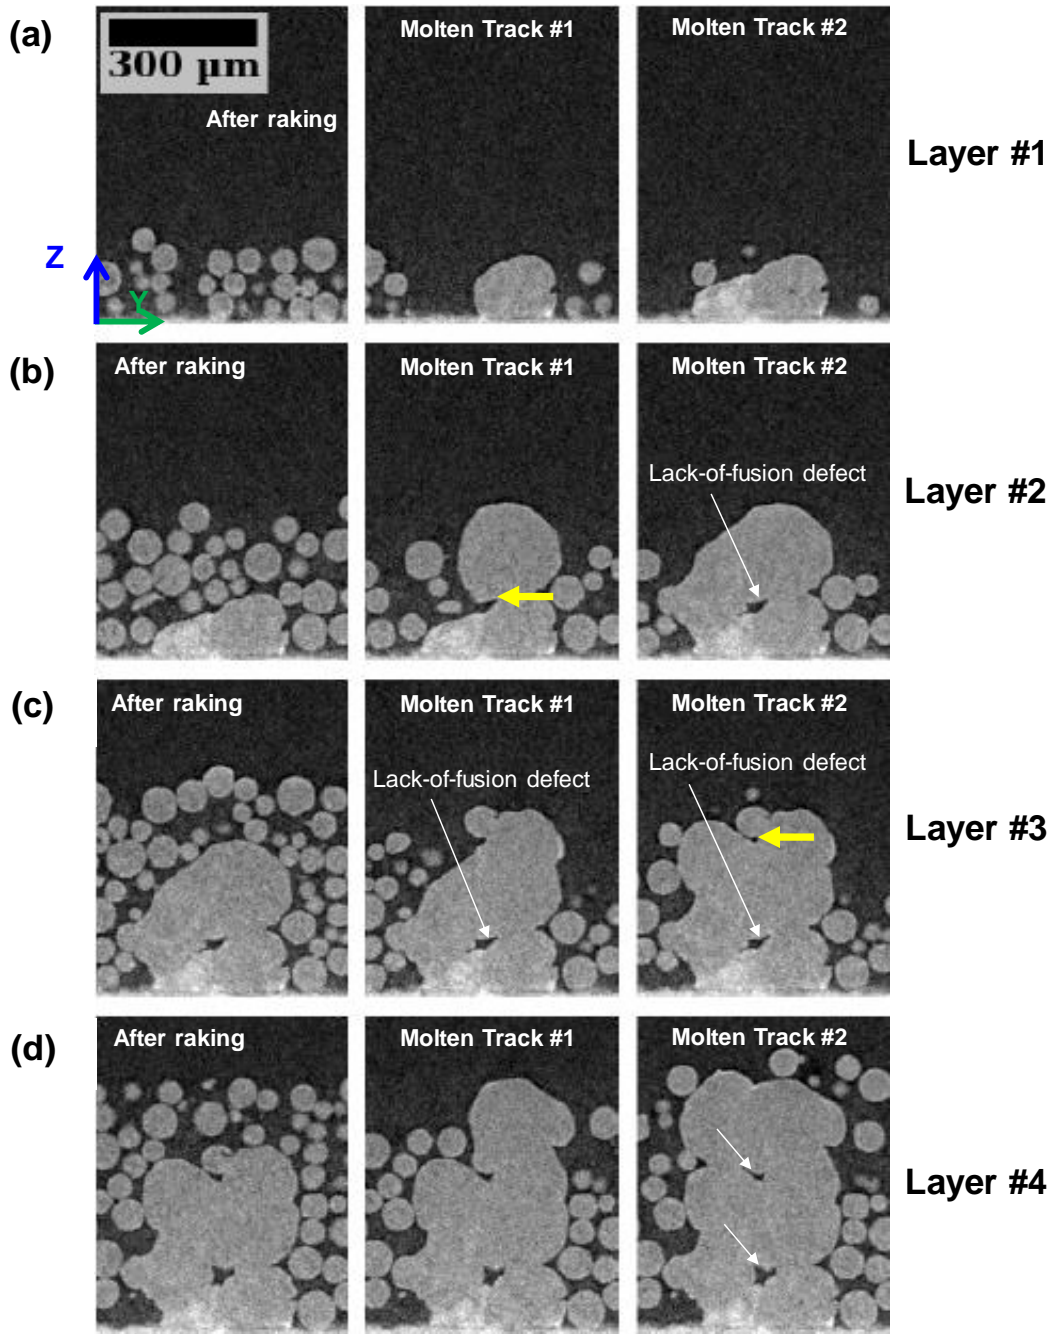 (a)
300 µm
After raking
Molten Track #1
Molten Track #2
Layer #1
Z
Y
(b)
After raking
Molten Track #1
Molten Track #2
Lack-of-fusion defect
Layer #2
(c)
After raking
Molten Track #1
Molten Track #2
Lack-of-fusion defect
Lack-of-fusion defect
Layer #3
(d)
After raking
Molten Track #1
Molten Track #2
Layer #4